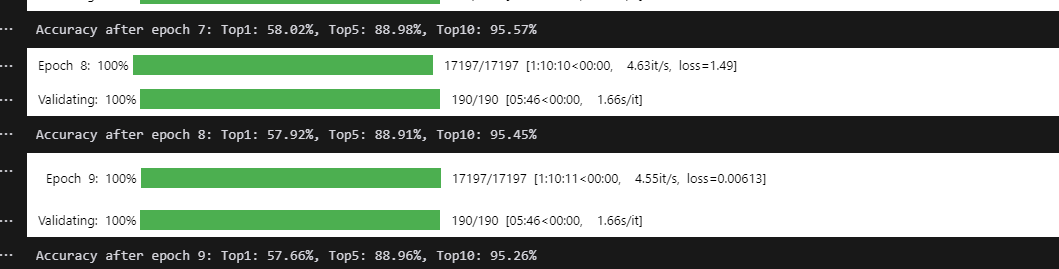 Accuracy after epoch 7: Top1: 58.02%, Top5: 88.98%, Top10: 95.57%
Epoch 8: 100% 17197/17197 [1:10:10<00:00, 4.63it/s, loss=1.49]
Validating: 100% 190/190 [05:46<00:00, 1.66s/it]
Accuracy after epoch 8: Top1: 57.92%, Top5: 88.91%, Top10: 95.45%
Epoch 9: 100% 17197/17197 [1:10:11<00:00, 4.55it/s, loss=0.00613]
Validating: 100% 190/190 [05:46<00:00, 1.66s/it]
Accuracy after epoch 9: Top1: 57.66%, Top5: 88.96%, Top10: 95.26%